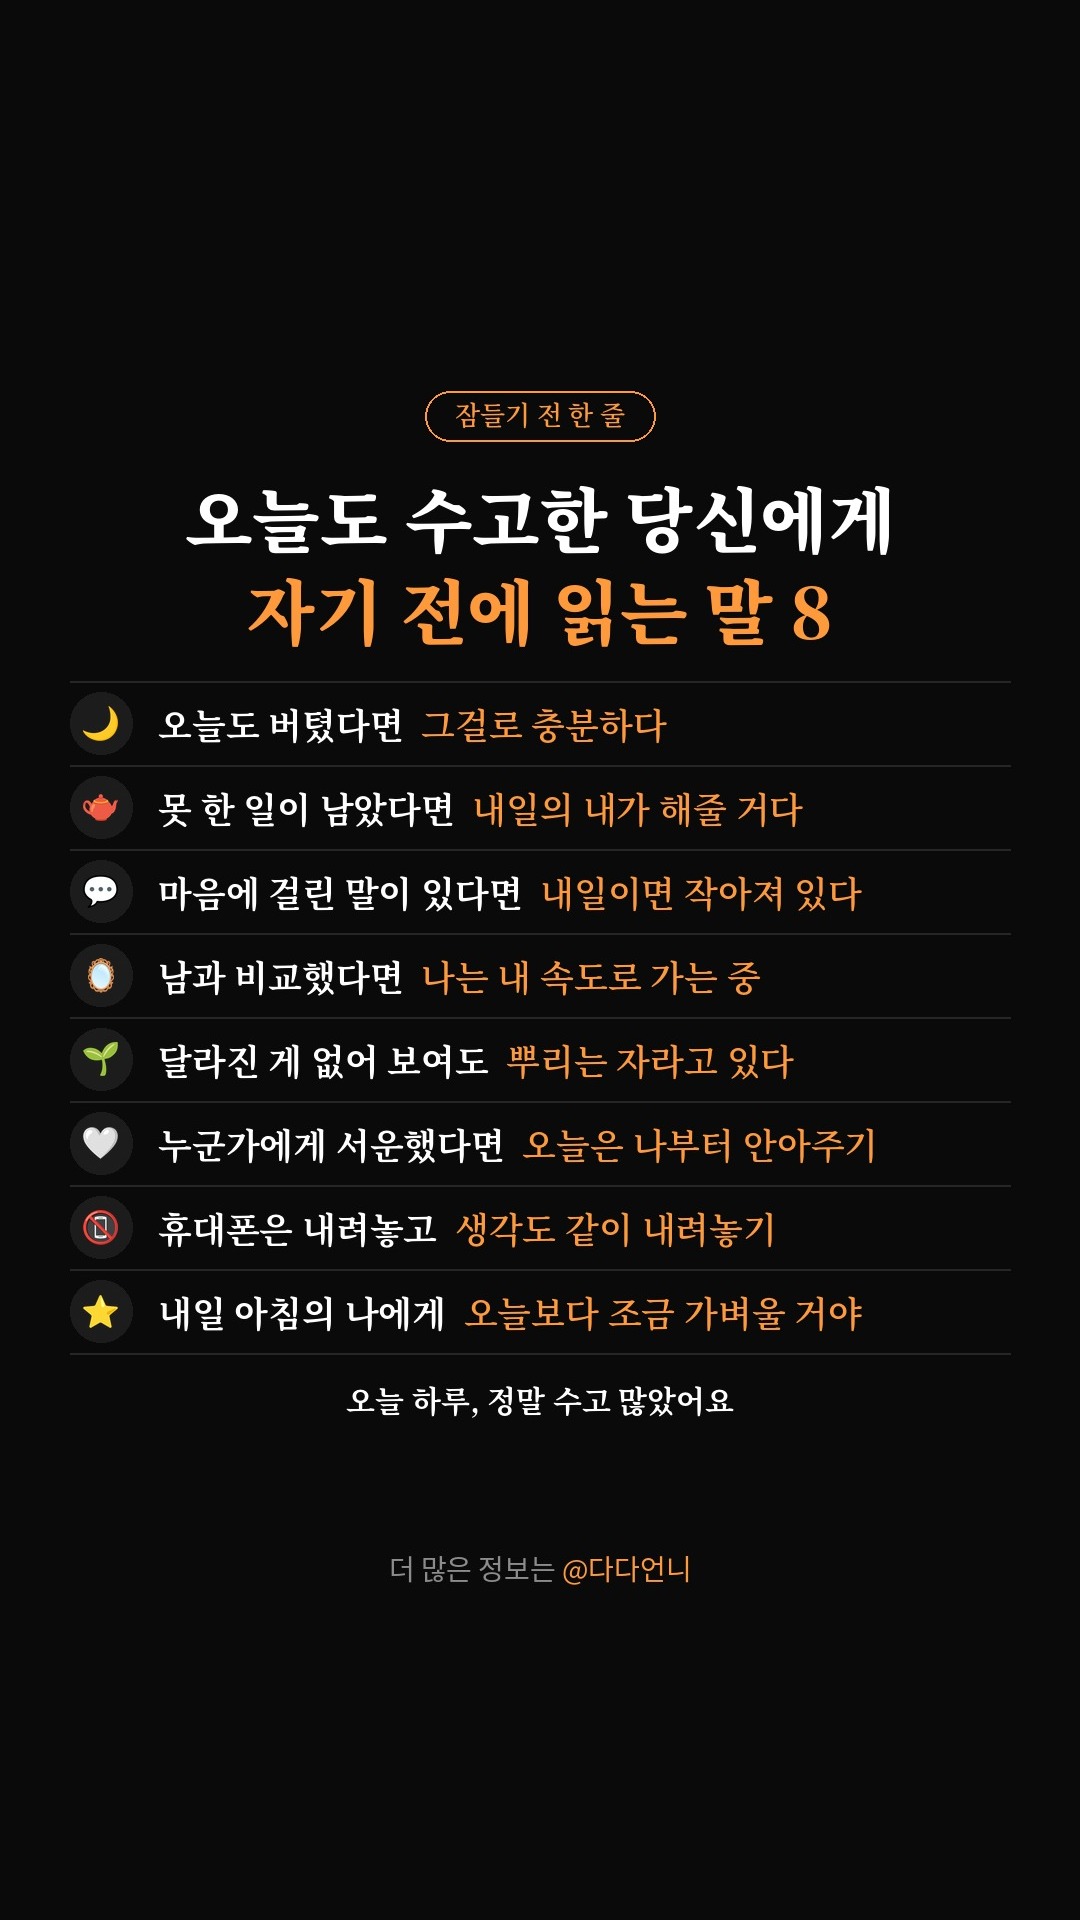 잠들기 전 한 줄
오늘도 수고한 당신에게
자기 전에 읽는 말 8
오늘도 버텼다면 그걸로 충분하다
못 한 일이 남았다면 내일의 내가 해줄 거다
마음에 걸린 말이 있다면 내일이면 작아져 있다
남과 비교했다면 나는 내 속도로 가는 중
달라진 게 없어 보여도 뿌리는 자라고 있다
누군가에게 서운했다면 오늘은 나부터 안아주기
휴대폰은 내려놓고 생각도 같이 내려놓기
내일 아침의 나에게 오늘보다 조금 가벼울 거야
오늘 하루, 정말 수고 많았어요
더 많은 정보는 @다다언니